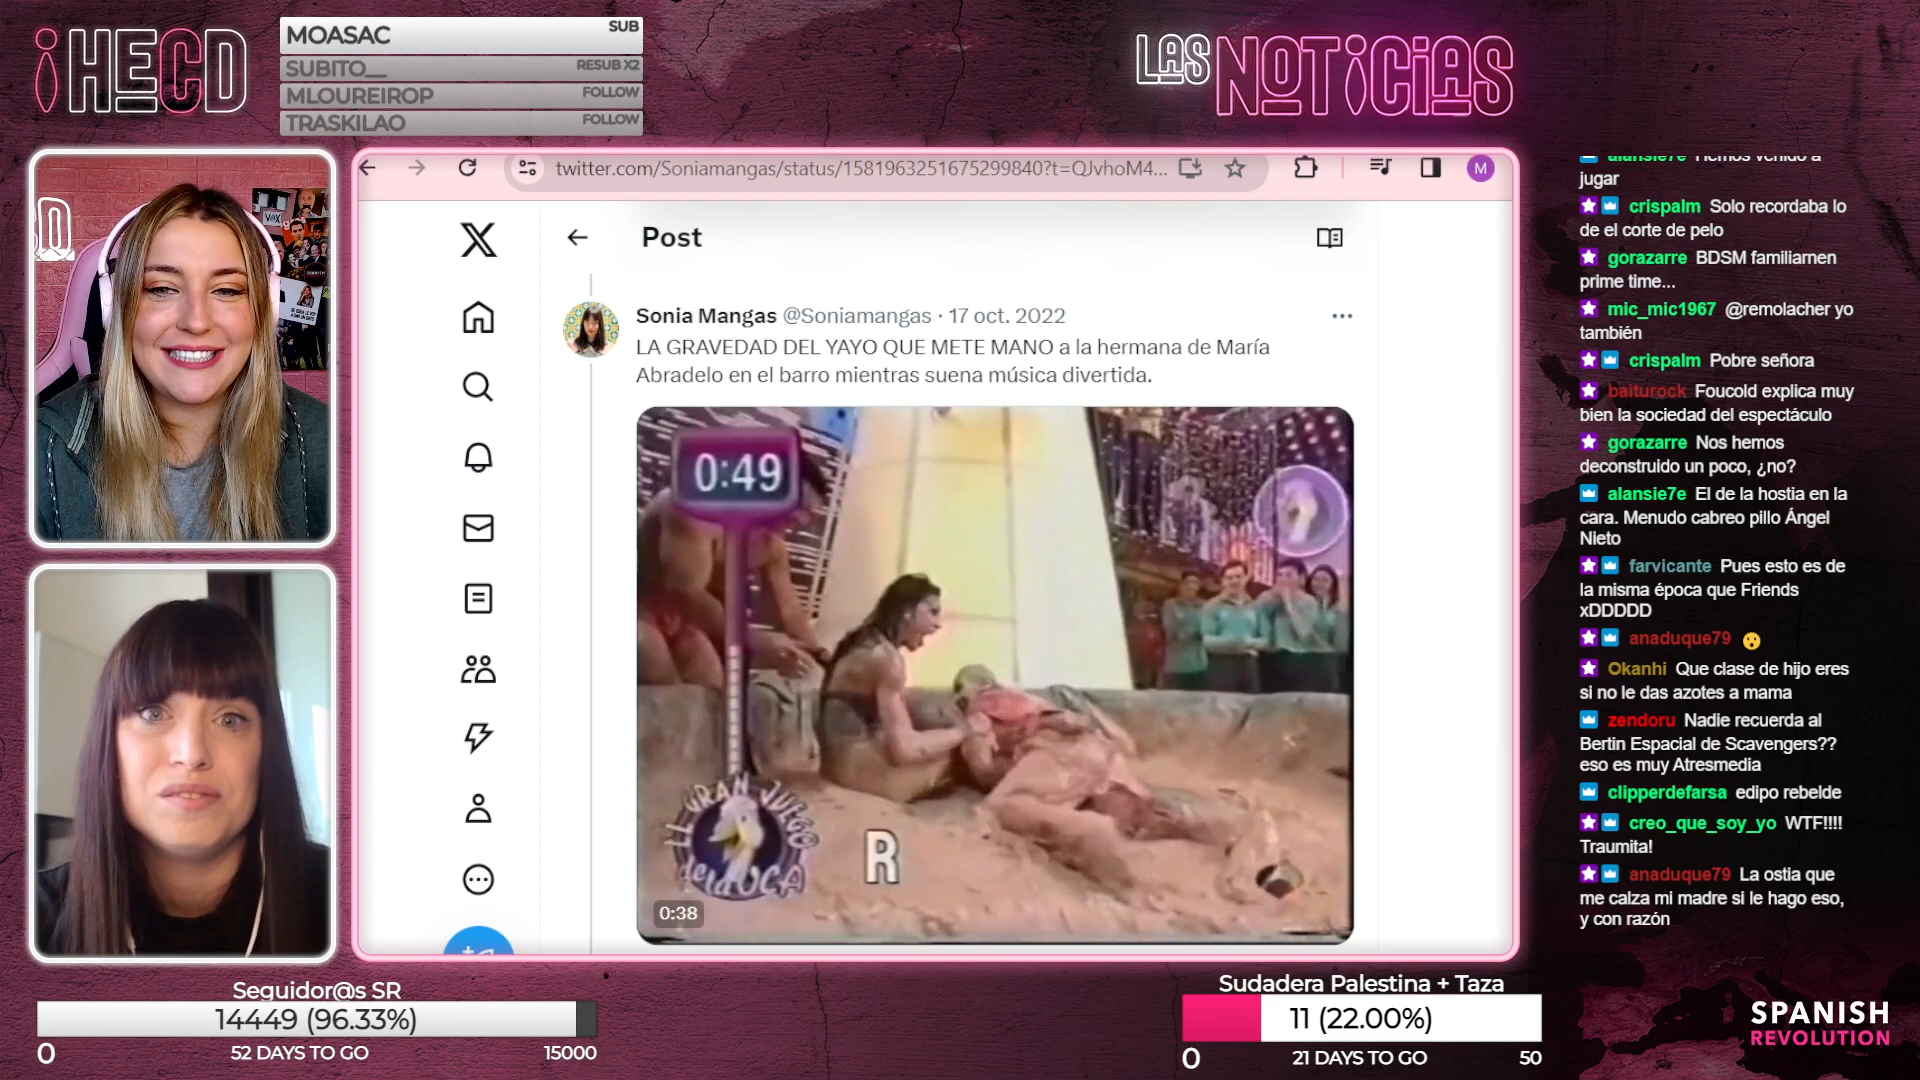 ¡HECD
MOASAC SUB
SUBITO__ RESUB X2
MLOUREIROP FOLLOW
TRASKILAO FOLLOW
LAS NOTICIAS
twitter.com/Soniamangas/status/1581963251675299840?t=QJvhoM4...
M
Post
Sonia Mangas @Soniamangas · 17 oct. 2022
LA GRAVEDAD DEL YAYO QUE METE MANO a la hermana de María
Abradelo en el barro mientras suena música divertida.
0:49
EL GRAN JUEGO
de la OCA
R
0:38
VOX
alansie7e Hemos venido a
jugar
crispalm Solo recordaba lo
de el corte de pelo
gorazarre BDSM familiarnen
prime time...
mic_mic1967 @remolacher yo
también
crispalm Pobre señora
baiturock Foucold explica muy
bien la sociedad del espectáculo
gorazarre Nos hemos
deconstruido un poco, ¿no?
alansie7e El de la hostia en la
cara. Menudo cabreo pillo Ángel
Nieto
farvicante Pues esto es de
la misma época que Friends
xDDDDD
anaduque79 😮
Okanhi Que clase de hijo eres
si no le das azotes a mama
zendoru Nadie recuerda al
Bertin Espacial de Scavengers??
eso es muy Atresmedia
clipperdefarsa edipo rebelde
creo_que_soy_yo WTF!!!!
Traumita!
anaduque79 La ostia que
me calza mi madre si le hago eso,
y con razón
Seguidor@s SR
14449 (96.33%)
0 52 DAYS TO GO 15000
Sudadera Palestina + Taza
11 (22.00%)
0 21 DAYS TO GO 50
SPANISH
REVOLUTION